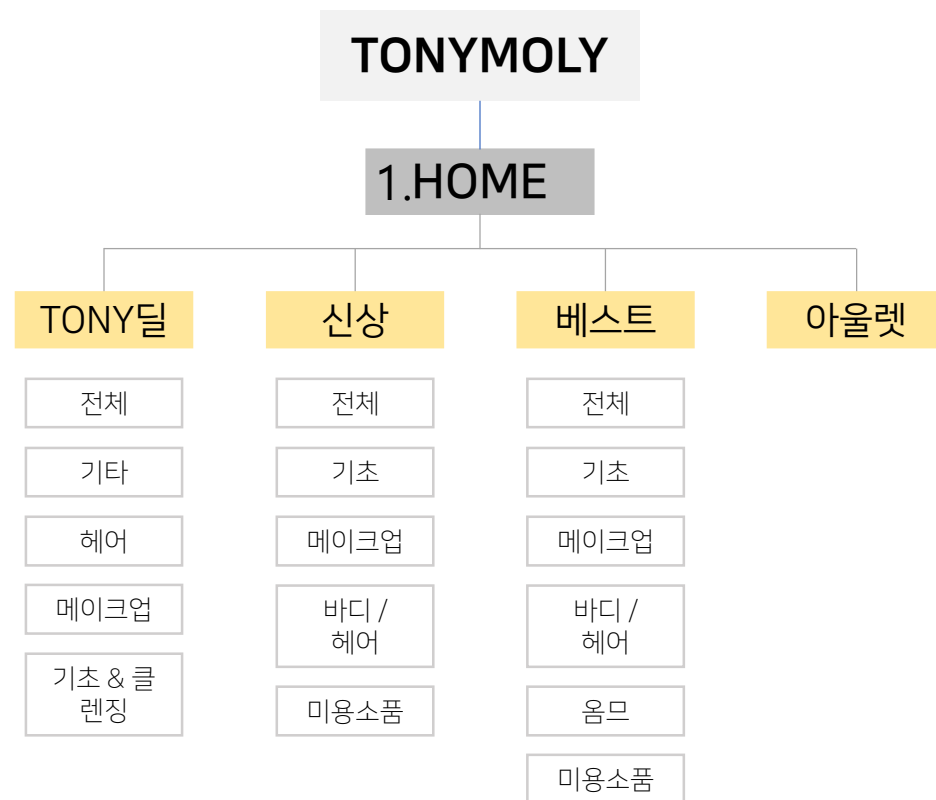 TONYMOLY
1.HOME
TONY딜
신상
베스트
아울렛
전체
기타
헤어
메이크업
기초 & 클
렌징
전체
기초
메이크업
바디 /
헤어
미용소품
전체
기초
메이크업
바디 /
헤어
옴므
미용소품